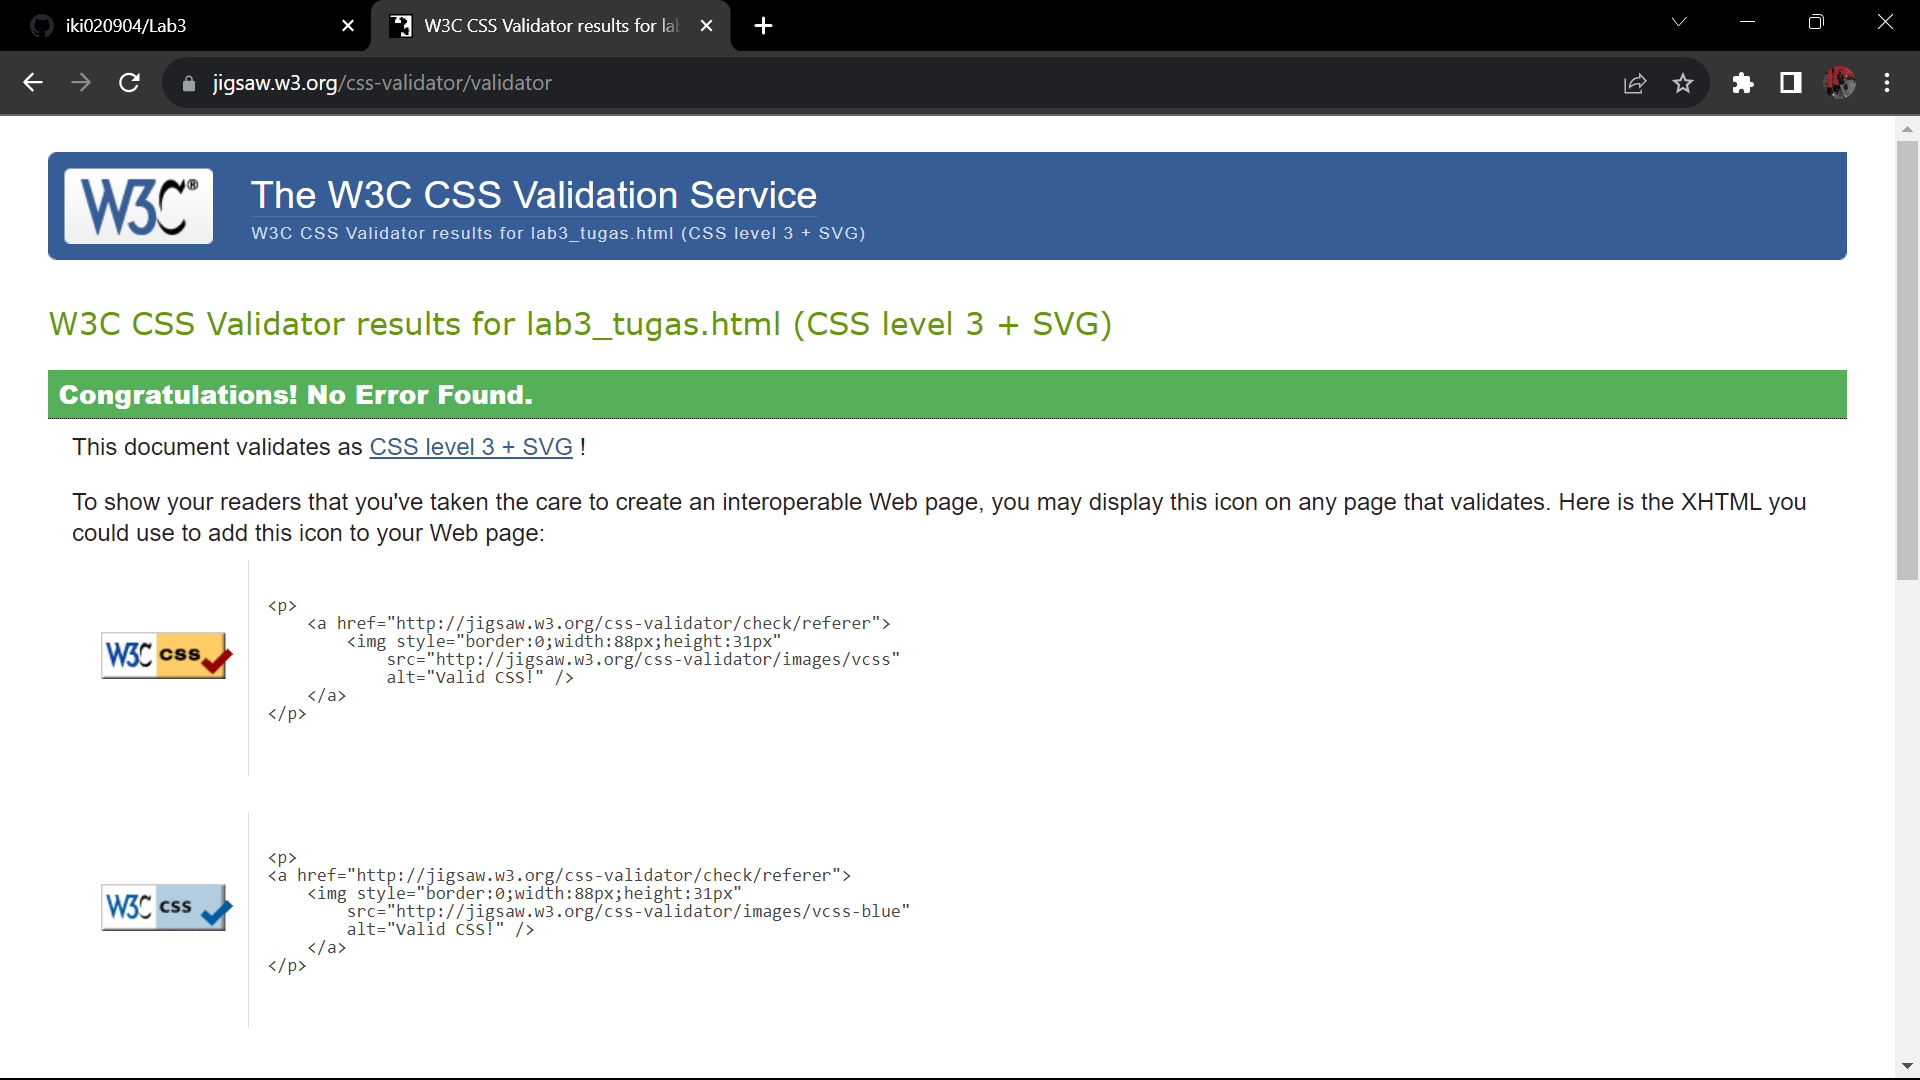 iki020904/Lab3
W3C CSS Validator results for lab
jigsaw.w3.org/css-validator/validator
W3C®
The W3C CSS Validation Service
W3C CSS Validator results for lab3_tugas.html (CSS level 3 + SVG)
W3C CSS Validator results for lab3_tugas.html (CSS level 3 + SVG)
Congratulations! No Error Found.
This document validates as CSS level 3 + SVG !
To show your readers that you've taken the care to create an interoperable Web page, you may display this icon on any page that validates. Here is the XHTML you
could use to add this icon to your Web page:
W3C css
<p>
    <a href="http://jigsaw.w3.org/css-validator/check/referer">
        <img style="border:0;width:88px;height:31px"
            src="http://jigsaw.w3.org/css-validator/images/vcss"
            alt="Valid CSS!" />
    </a>
</p>
W3C css
<p>
<a href="http://jigsaw.w3.org/css-validator/check/referer">
    <img style="border:0;width:88px;height:31px"
        src="http://jigsaw.w3.org/css-validator/images/vcss-blue"
        alt="Valid CSS!" />
    </a>
</p>